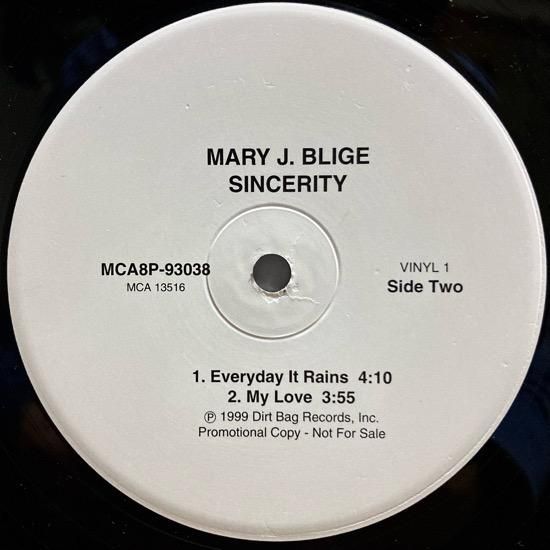 MARY J. BLIGE
SINCERITY
MCA8P-93038
MCA 13516
VINYL 1
Side Two
1. Everyday It Rains 4:10
2. My Love 3:55
℗ 1999 Dirt Bag Records, Inc.
Promotional Copy - Not For Sale